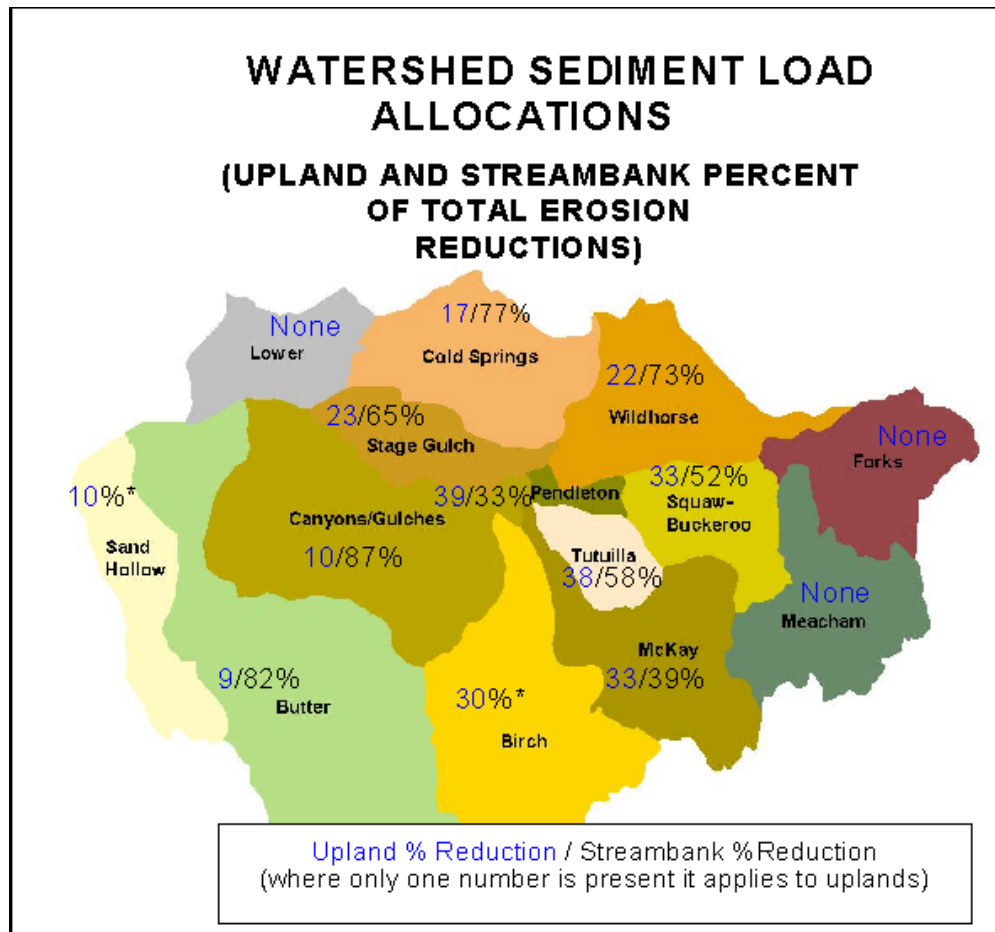 WATERSHED SEDIMENT LOAD
ALLOCATIONS
(UPLAND AND STREAMBANK PERCENT
OF TOTAL EROSION
REDUCTIONS)
None
Lower
17/77%
Cold Springs
22/73%
Wildhorse
23/65%
Stage Gulch
None
Forks
10%*
Sand
Hollow
39/33%
Pendleton
33/52%
Squaw-
Buckeroo
Canyons/Gulches
10/87%
Tutuilla
38/58%
None
Meacham
McKay
33/39%
9/82%
Butter
30%*
Birch
Upland % Reduction / Streambank %Reduction
(where only one number is present it applies to uplands)